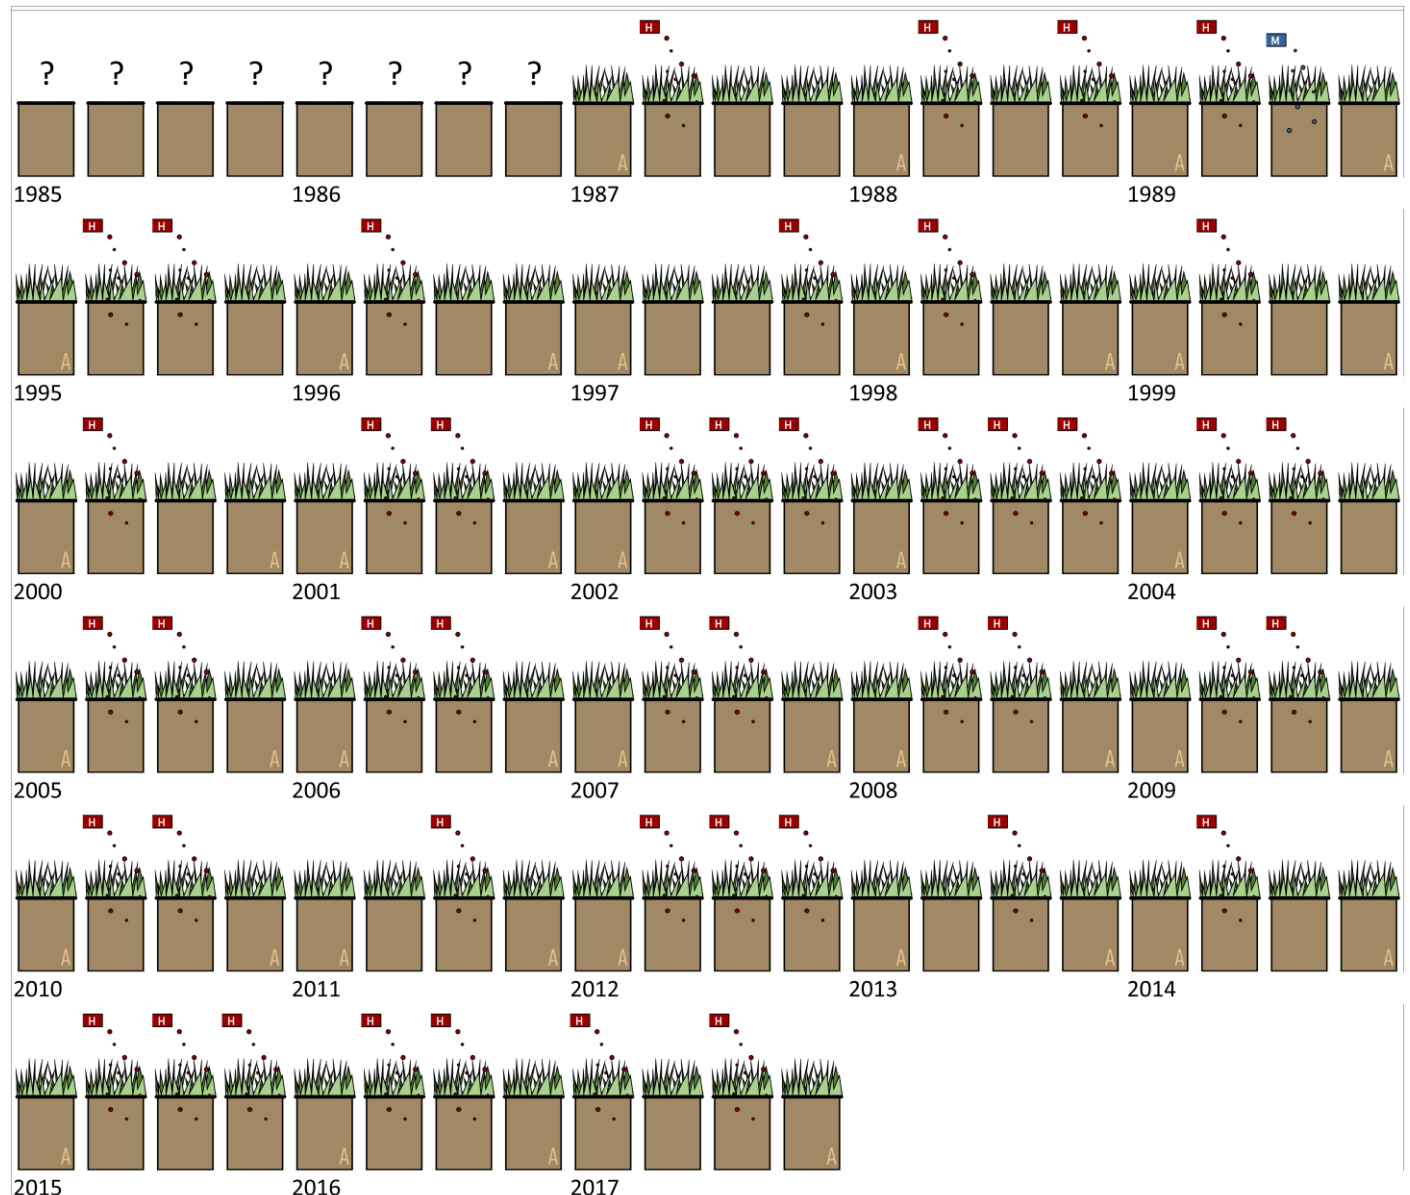 H H H H M
? ? ? ? ? ? ? ?
A A A A
1985 1986 1987 1988 1989
H H H H H H
A A A A A A A A
1995 1996 1997 1998 1999
H H H H H H H H H H H
A A A A A A A
2000 2001 2002 2003 2004
H H H H H H H H H H
A A A A A A A A A A
2005 2006 2007 2008 2009
H H H H H H H H
A A A A A A A A A
2010 2011 2012 2013 2014
H H H H H H H
A A A A
2015 2016 2017